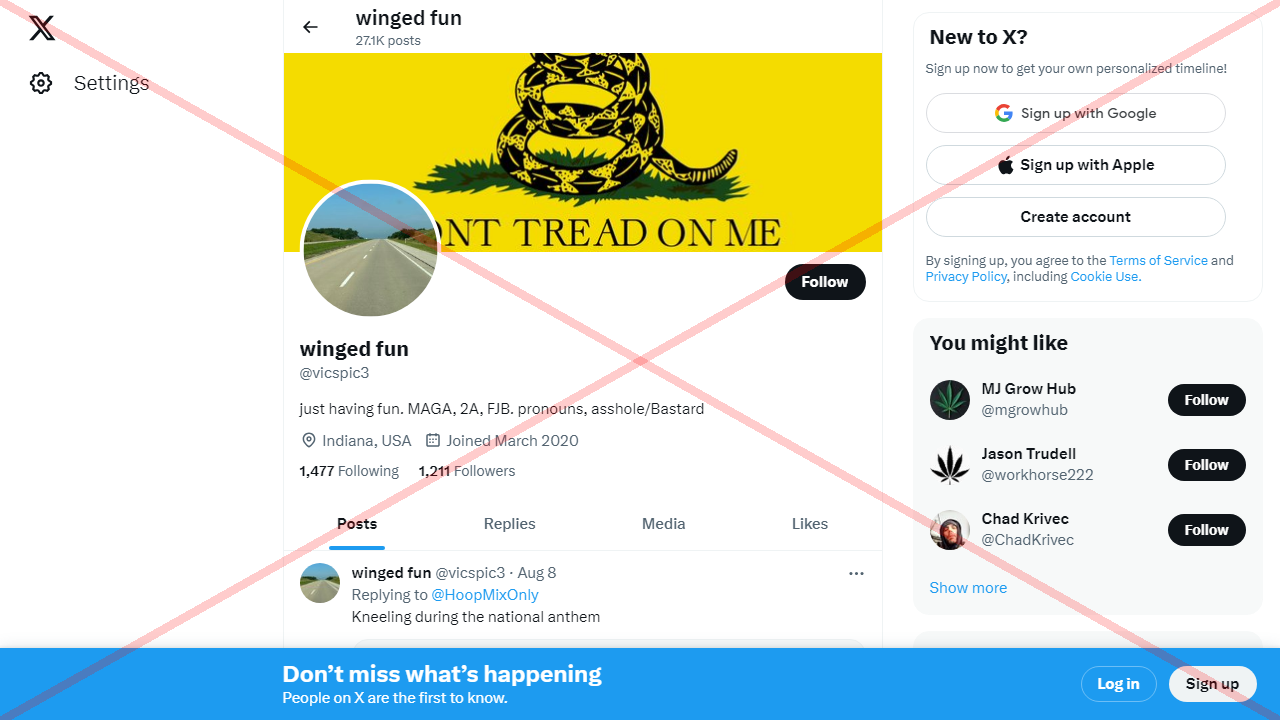 Settings
winged fun
27.1K posts
DONT TREAD ON ME
Follow
winged fun
@vicspic3
just having fun. MAGA, 2A, FJB. pronouns, asshole/Bastard
Indiana, USA Joined March 2020
1,477 Following 1,211 Followers
Posts Replies Media Likes
winged fun @vicspic3 · Aug 8
Replying to @HoopMixOnly
Kneeling during the national anthem
New to X?
Sign up now to get your own personalized timeline!
Sign up with Google
Sign up with Apple
Create account
By signing up, you agree to the Terms of Service and
Privacy Policy, including Cookie Use.
You might like
MJ Grow Hub
@mgrowhub
Follow
Jason Trudell
@workhorse222
Follow
Chad Krivec
@ChadKrivec
Follow
Show more
Don’t miss what’s happening
People on X are the first to know.
Log in Sign up